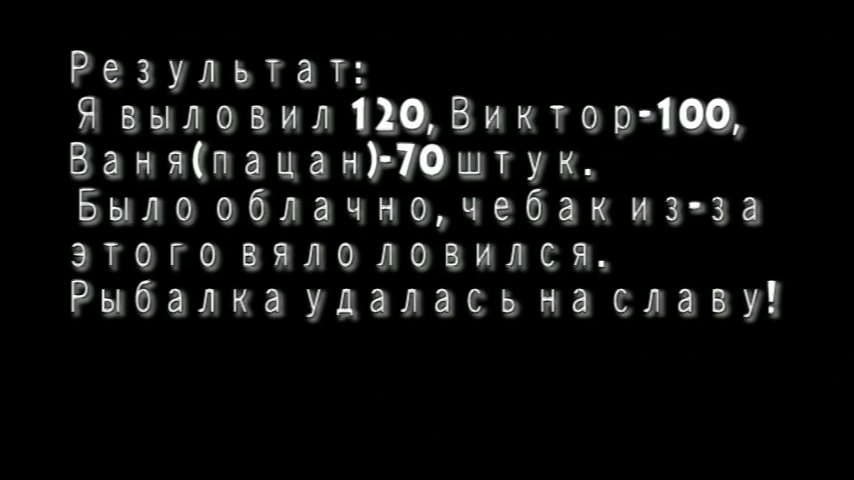 Результат:
Я выловил 120, Виктор-100,
Ваня(пацан)-70 штук.
Было облачно, чебак из-за
этого вяло ловился.
Рыбалка удалась на славу!